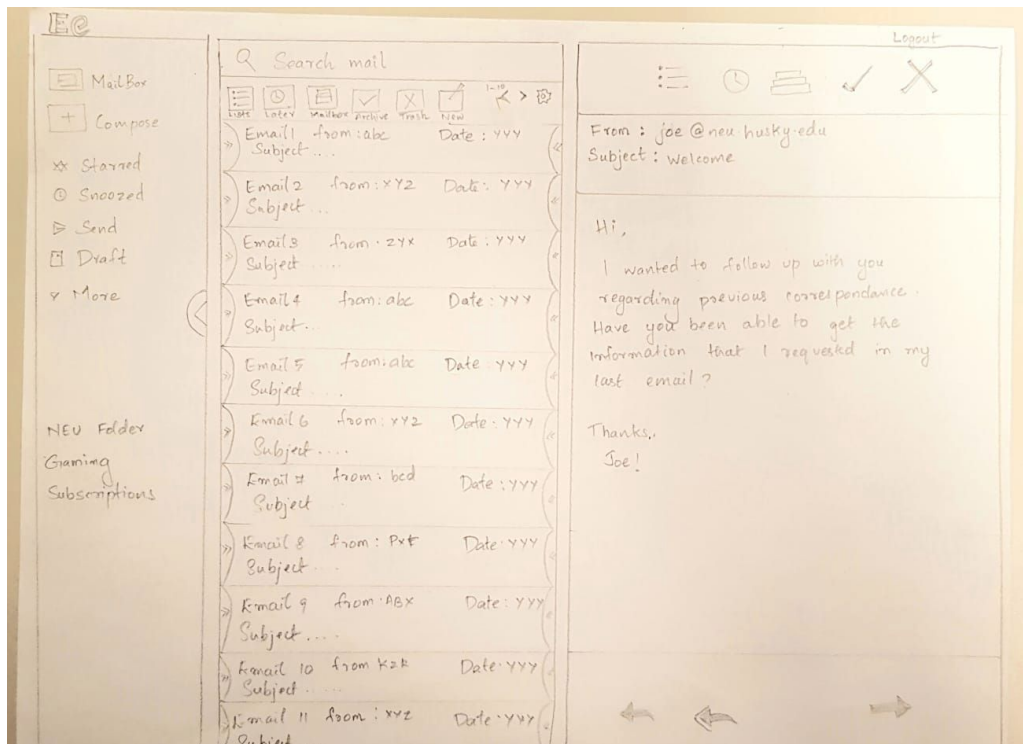 Ee
Logout
MailBox
Compose
Starred
Snoozed
Send
Draft
More
NEU Folder
Gaming
Subscriptions
Search mail
Lists Later Mailbox Archive Trash New
1-10
Email 1 from : abc Date : YYY
Subject ....
Email 2 from : XYZ Date : YYY
Subject ...
Email 3 from . ZYX Date : YYY
Subject .....
Email 4 from : abc Date : YYY
Subject ..
Email 5 from : abc Date YYY
Subject ....
Email 6 from : XYZ Date : YYY
Subject ....
Email 7 from : bcd Date : YYY
Subject
Email 8 from : Date . YYY
Subject ....
Email 9 from . ABX Date : YYY
Subject ....
Email 10 from KZK Date . YYY
Subject .....
Email 11 from : XYZ Date . YYY
Subject
From : joe @ neu.husky.edu
Subject : Welcome
Hi,
I wanted to follow up with you
regarding previous correspondance.
Have you been able to get the
information that I requested in my
last email ?
Thanks,
Joe !